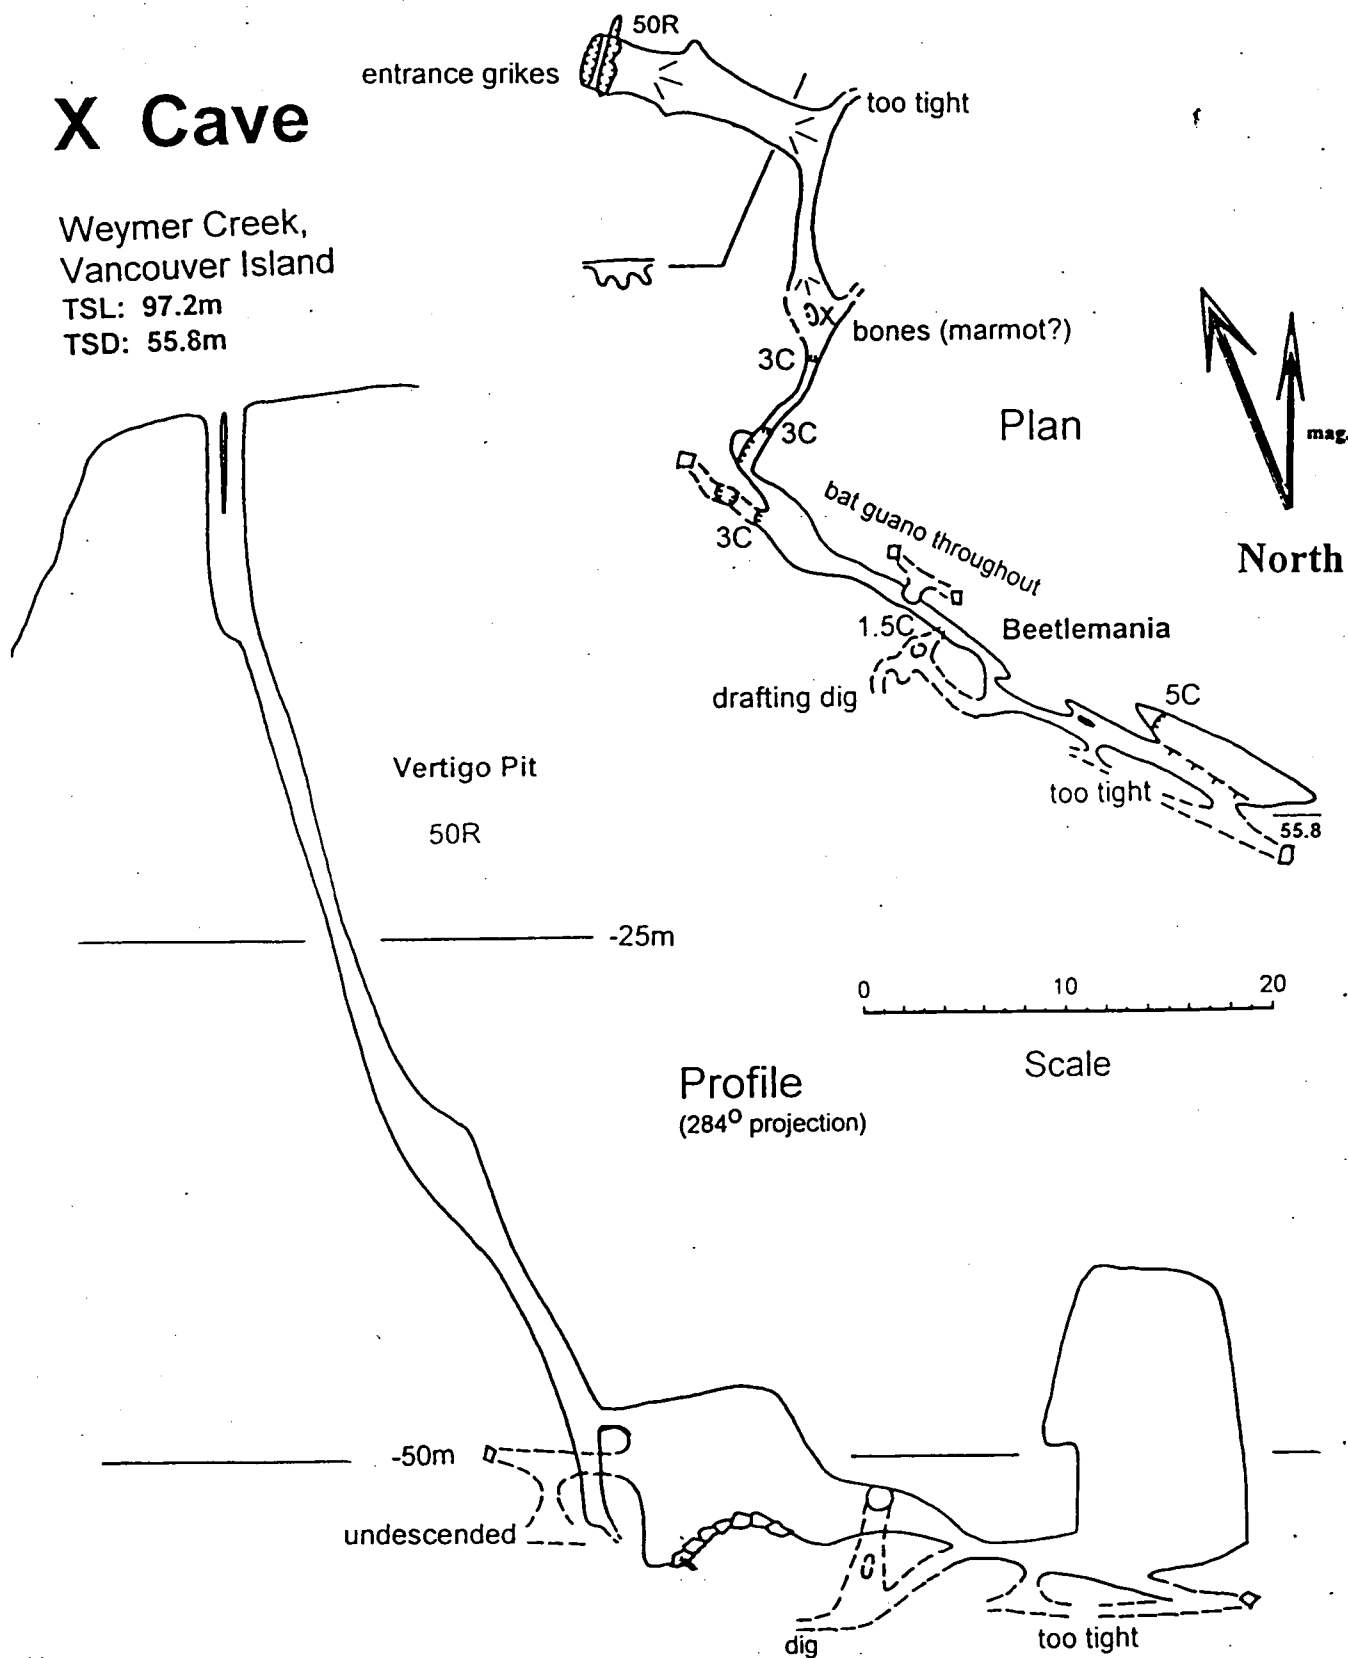 X Cave
Weymer Creek,
Vancouver Island
TSL: 97.2m
TSD: 55.8m
50R
entrance grikes
too tight
bones (marmot?)
3C
3C
3C
Plan
mag.
North
bat guano throughout
1.5C
Beetlemania
drafting dig
5C
too tight
55.8
Vertigo Pit
50R
-25m
0 10 20
Scale
Profile
(284° projection)
-50m
undescended
dig
too tight